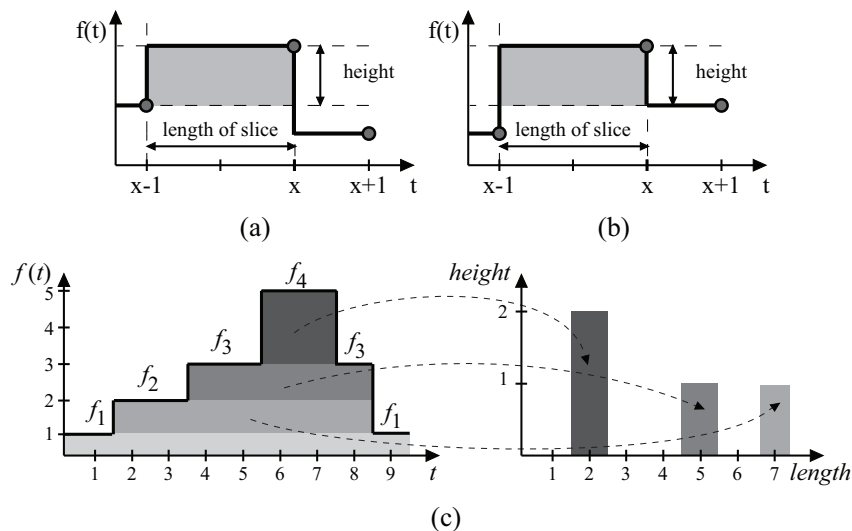 f(t)
height
length of slice
x-1
x
x+1
t
(a)
f(t)
height
length of slice
x-1
x
x+1
t
(b)
f(t)
5
4
3
2
1
f1
f2
f3
f4
f3
f1
1 2 3 4 5 6 7 8 9 t
height
2
1
1 2 3 4 5 6 7 length
(c)